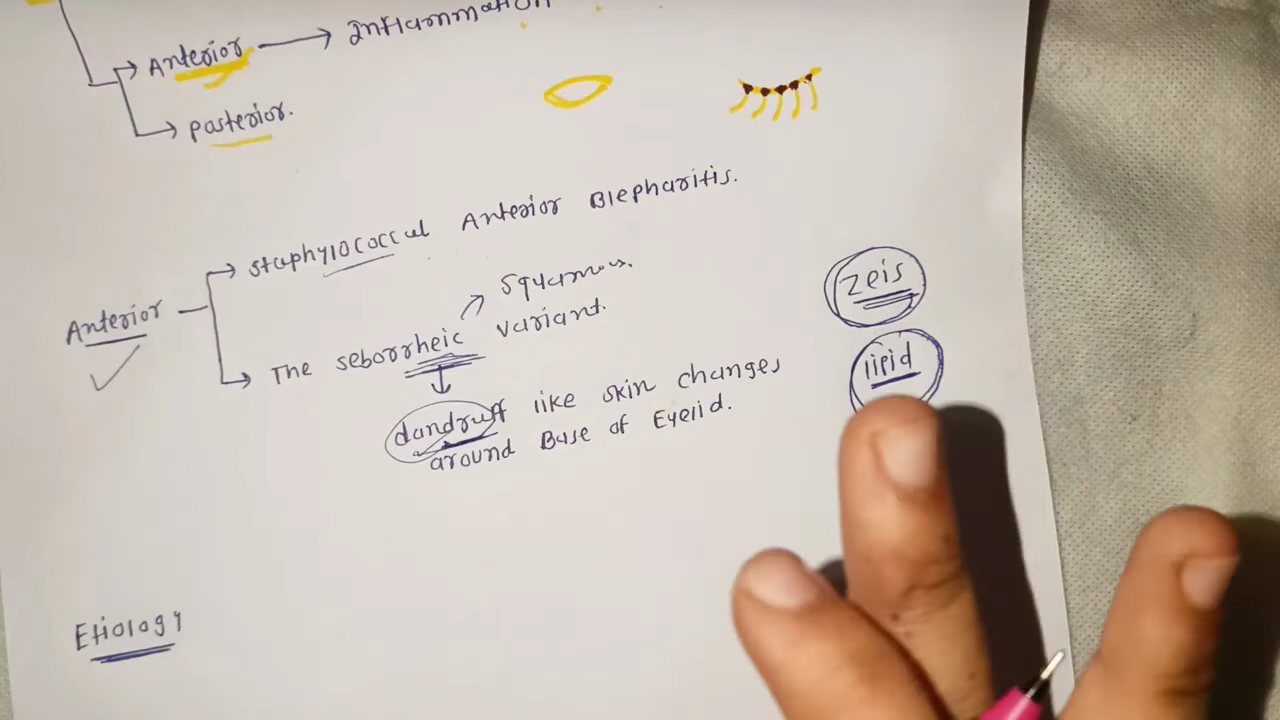 Anterior → Inflammation
Posterior.
Staphylococcal Anterior Blepharitis.
Squamous.
Anterior
The seborrheic variant.
Zeis
lipid
dandruff like skin changes
around Base of Eyelid.
Etiology